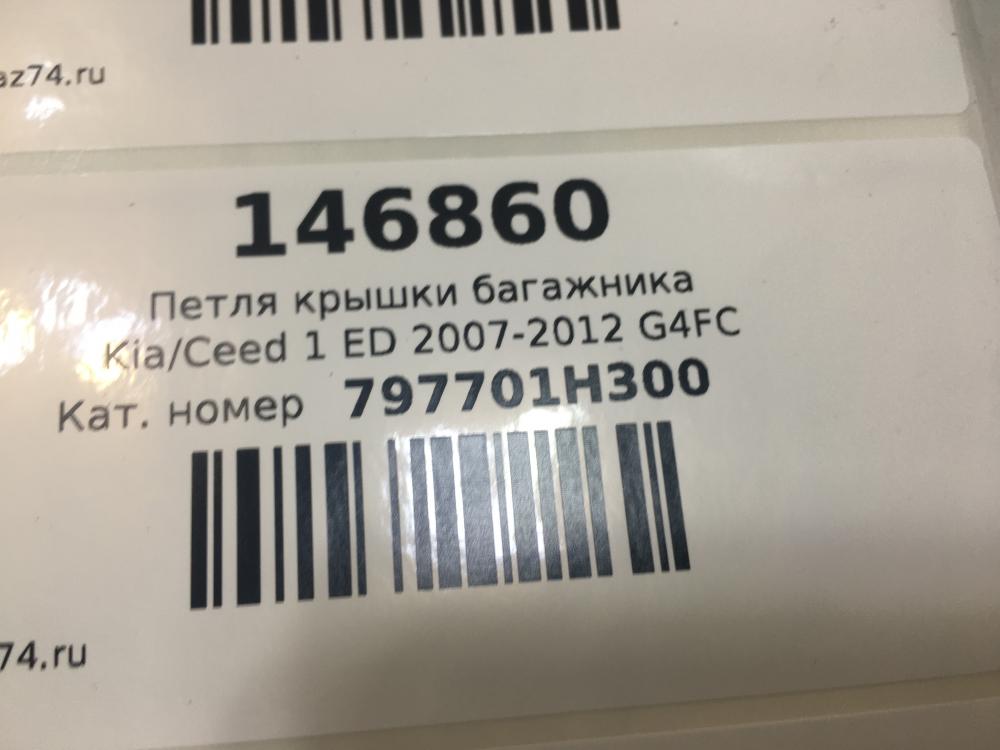 az74.ru
146860
Петля крышки багажника
Kia/Ceed 1 ED 2007-2012 G4FC
Кат. номер 797701H300
74.ru